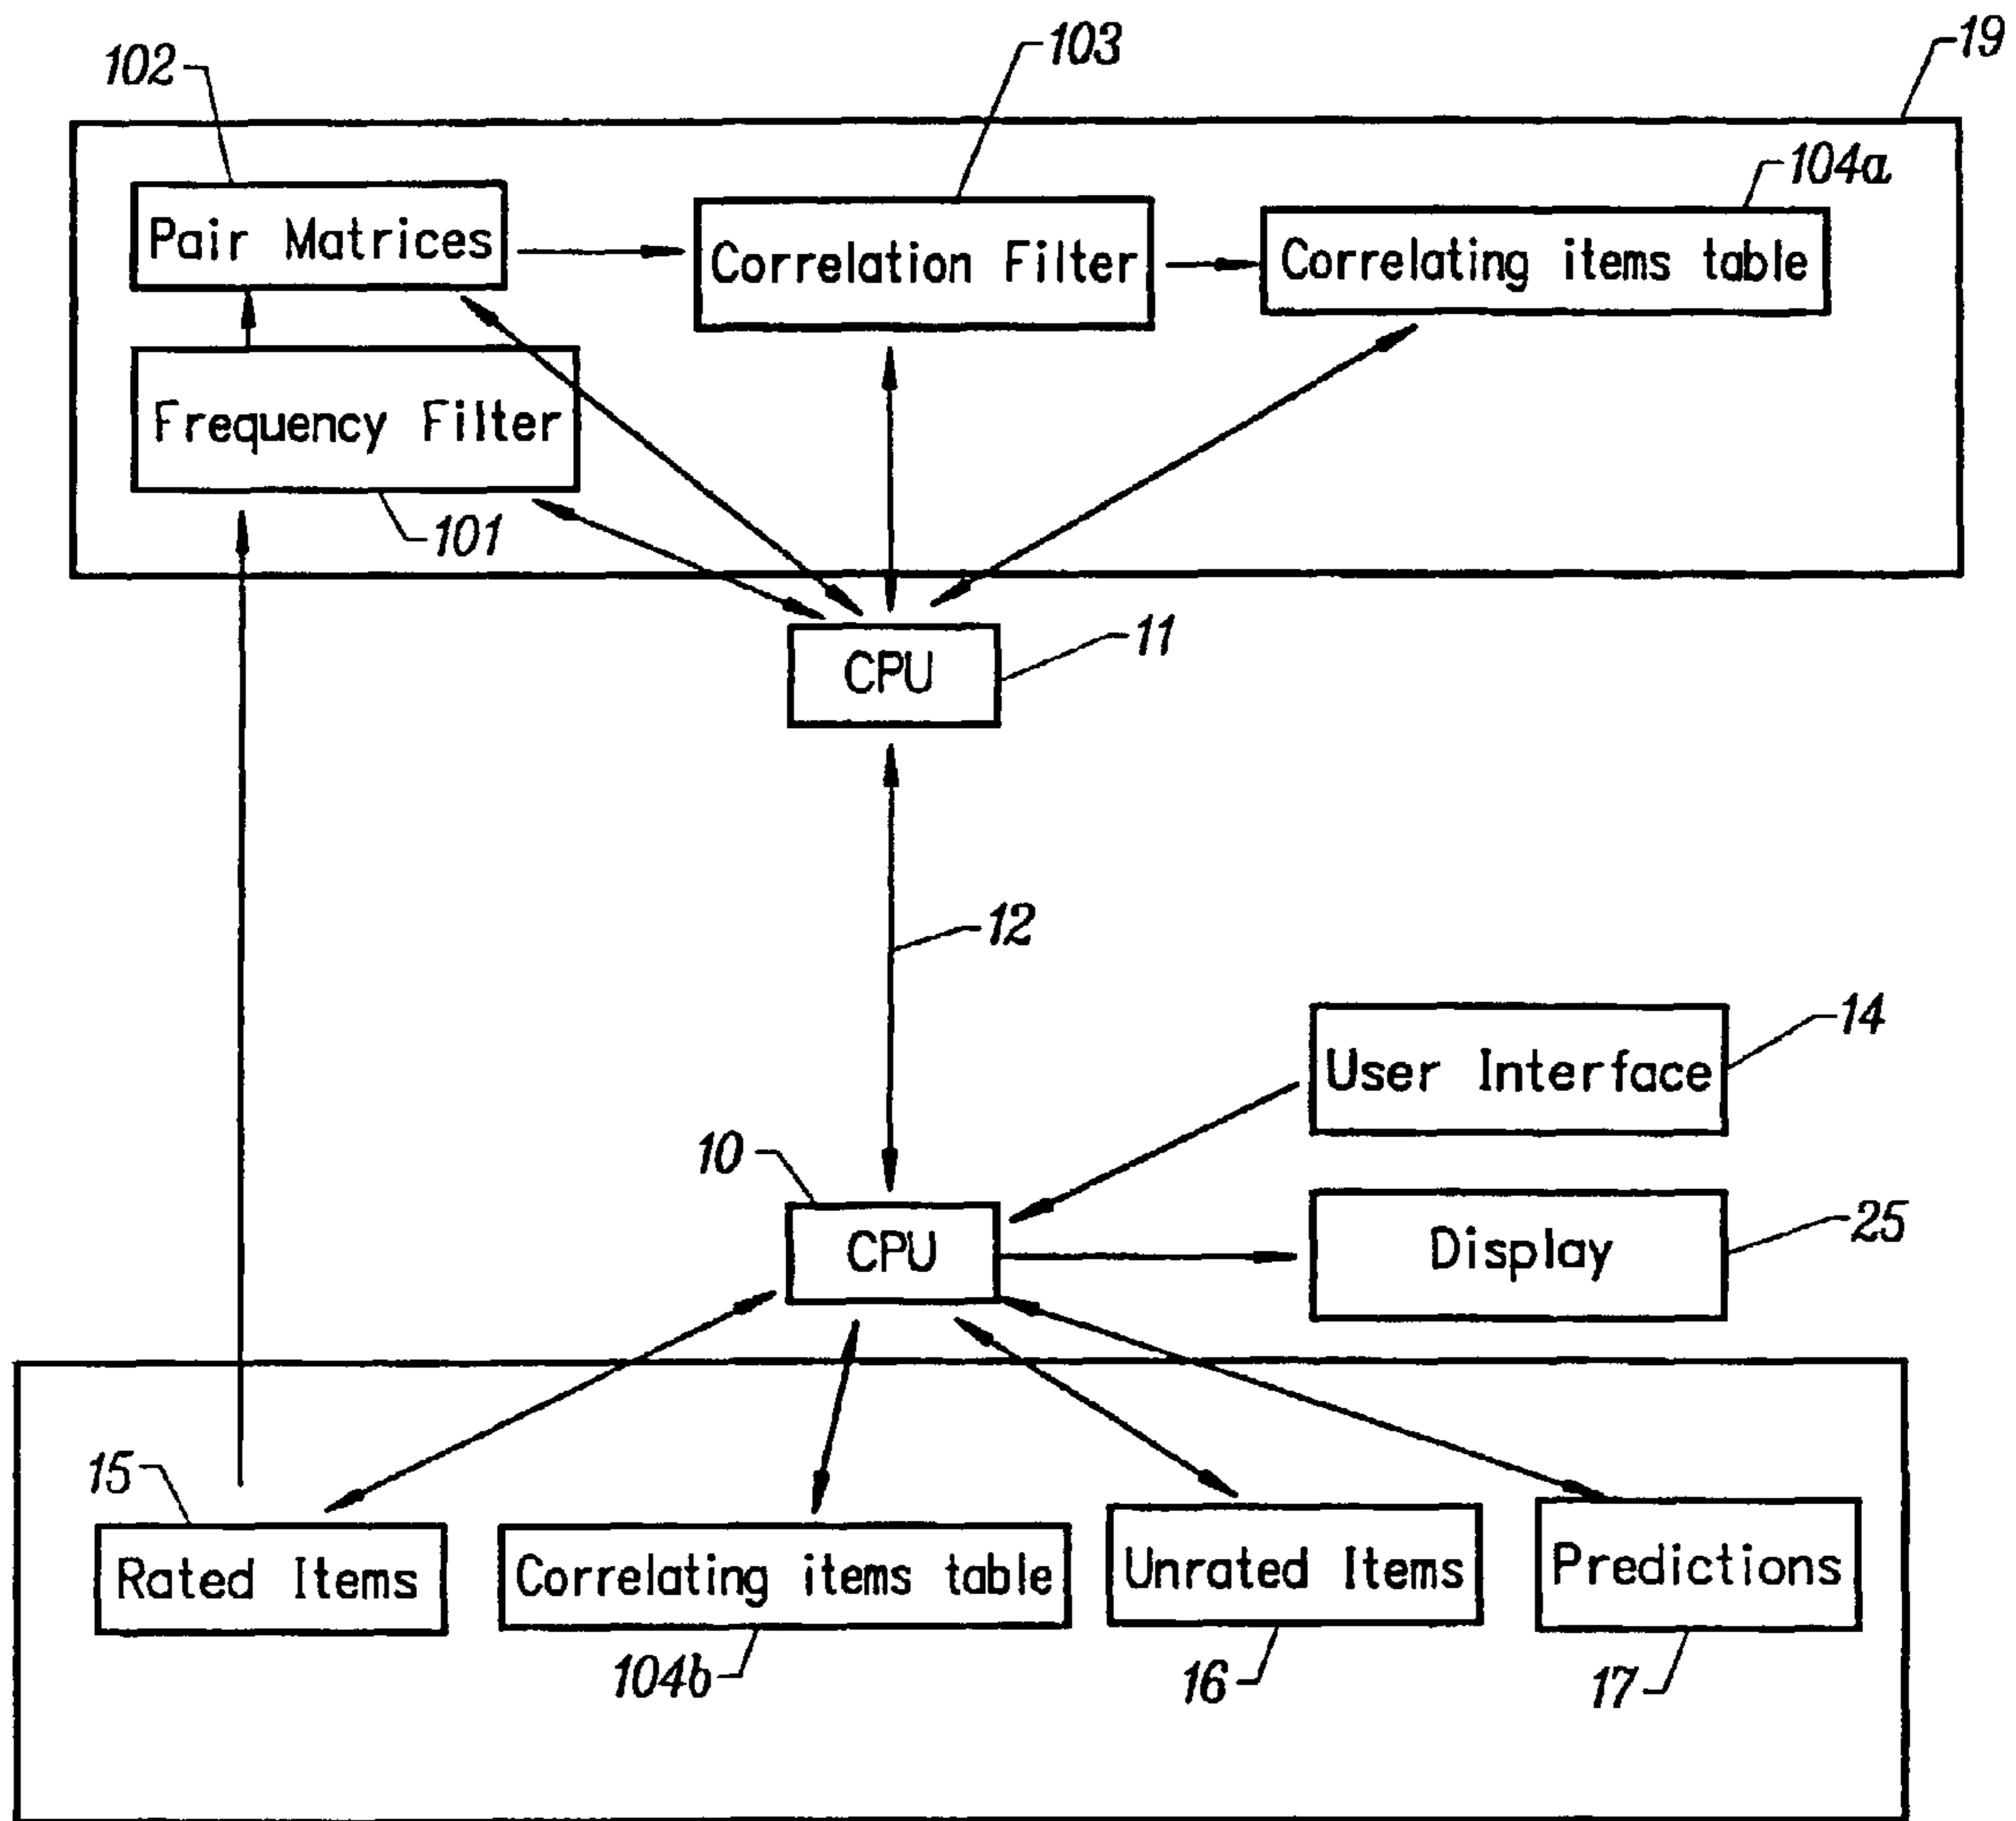 102
103
19
104a
Pair Matrices
Correlation Filter
Correlating items table
Frequency Filter
101
CPU
11
12
14
User Interface
10
CPU
25
Display
15
Rated Items
Correlating items table
Unrated Items
Predictions
104b
16
17